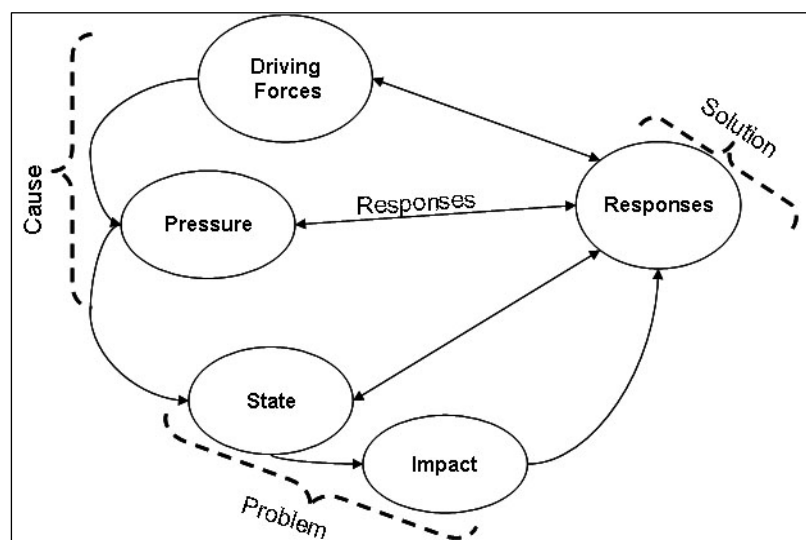 Driving
Forces
Solution
Cause
Pressure
Responses
Responses
State
Impact
Problem